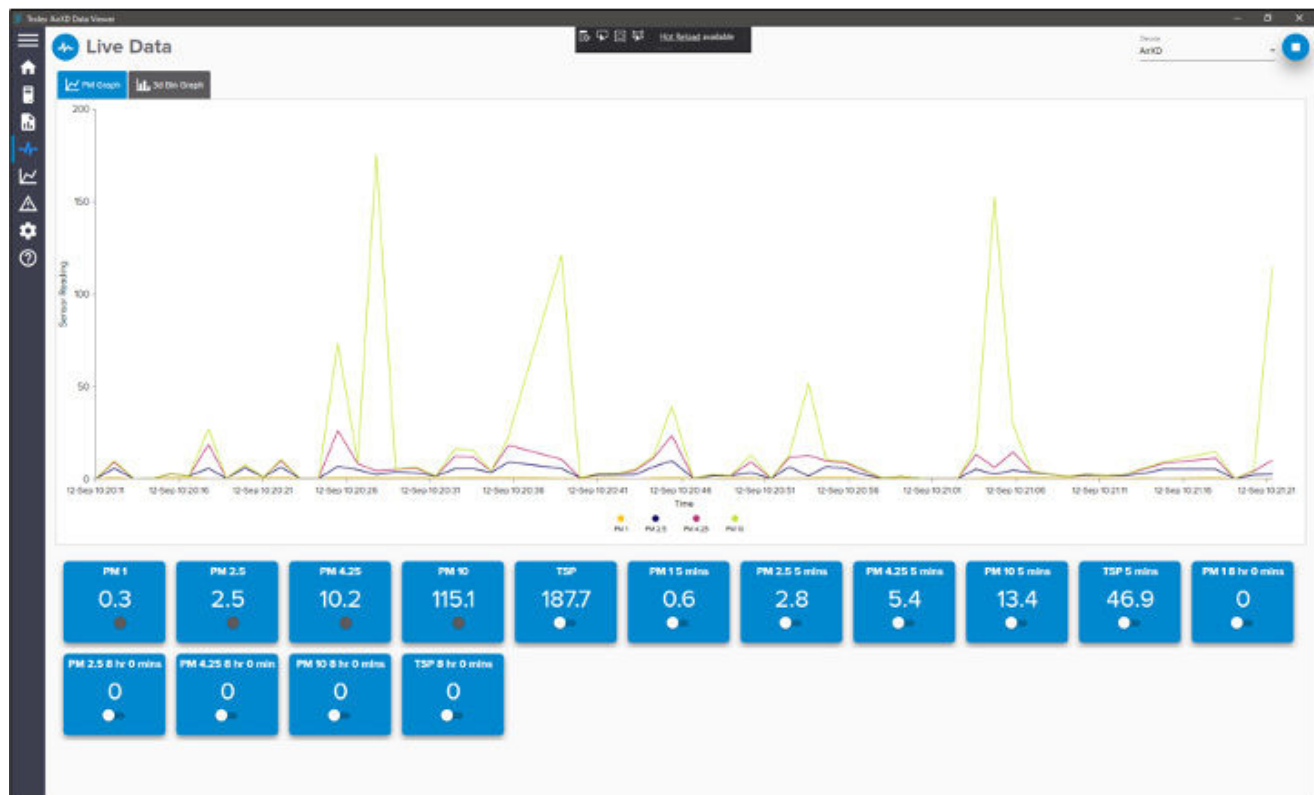 Trolex AirXD Data Viewer
Live Data
Hot Reload available
Device
AirXD
PM Graph
3d Bin Graph
200
150
100
50
0
Sensor Reading
12-Sep 10:20:11 12-Sep 10:20:16 12-Sep 10:20:21 12-Sep 10:20:26 12-Sep 10:20:31 12-Sep 10:20:36 12-Sep 10:20:41 12-Sep 10:20:46 12-Sep 10:20:51 12-Sep 10:20:56 12-Sep 10:21:01 12-Sep 10:21:06 12-Sep 10:21:11 12-Sep 10:21:16 12-Sep 10:21:21
Time
PM 1 PM 2.5 PM 4.25 PM 10
PM 1 PM 2.5 PM 4.25 PM 10 TSP PM 1 5 mins PM 2.5 5 mins PM 4.25 5 mins PM 10 5 mins TSP 5 mins PM 1 8 hr 0 mins
0.3 2.5 10.2 115.1 187.7 0.6 2.8 5.4 13.4 46.9 0
PM 2.5 8 hr 0 mins PM 4.25 8 hr 0 min PM 10 8 hr 0 mins TSP 8 hr 0 mins
0 0 0 0